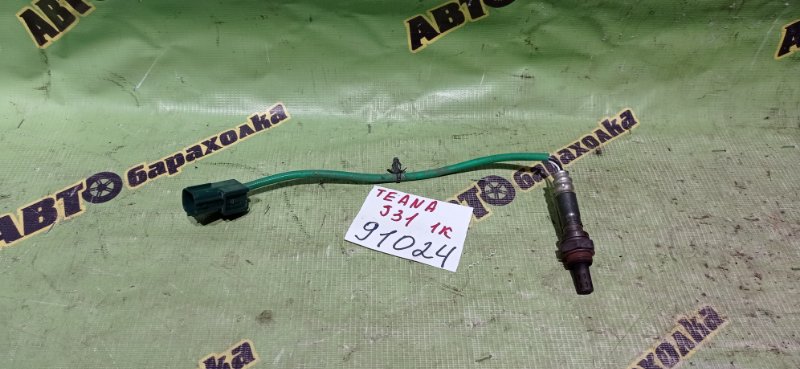 АВТО барахолка
АВТО
АВТО барахолка
АВТО барахолка
TEANA
J31 1K
91024
барахолка
барахолка